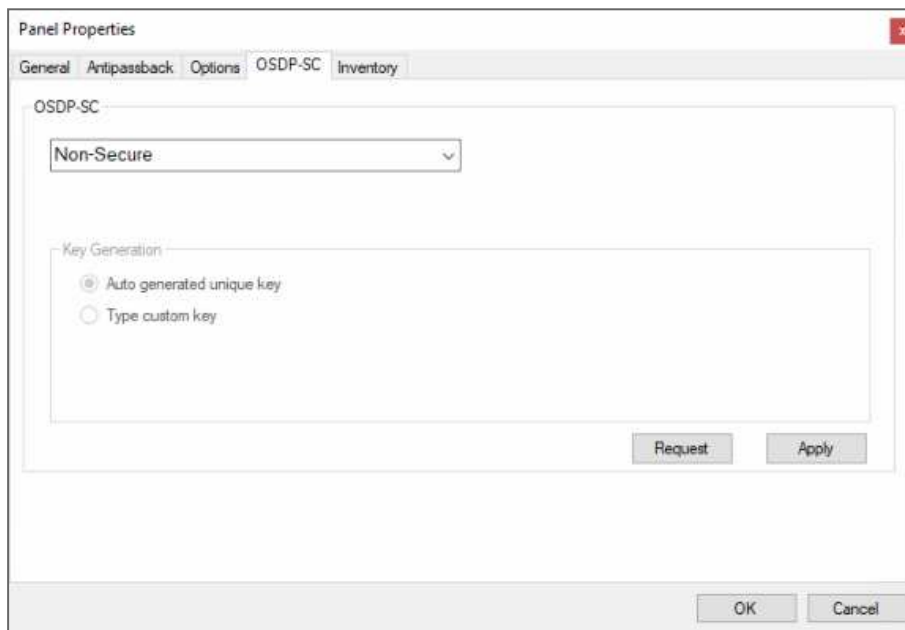 Panel Properties
General Antipassback Options OSDP-SC Inventory
OSDP-SC
Non-Secure
Key Generation
Auto generated unique key
Type custom key
Request Apply
OK Cancel